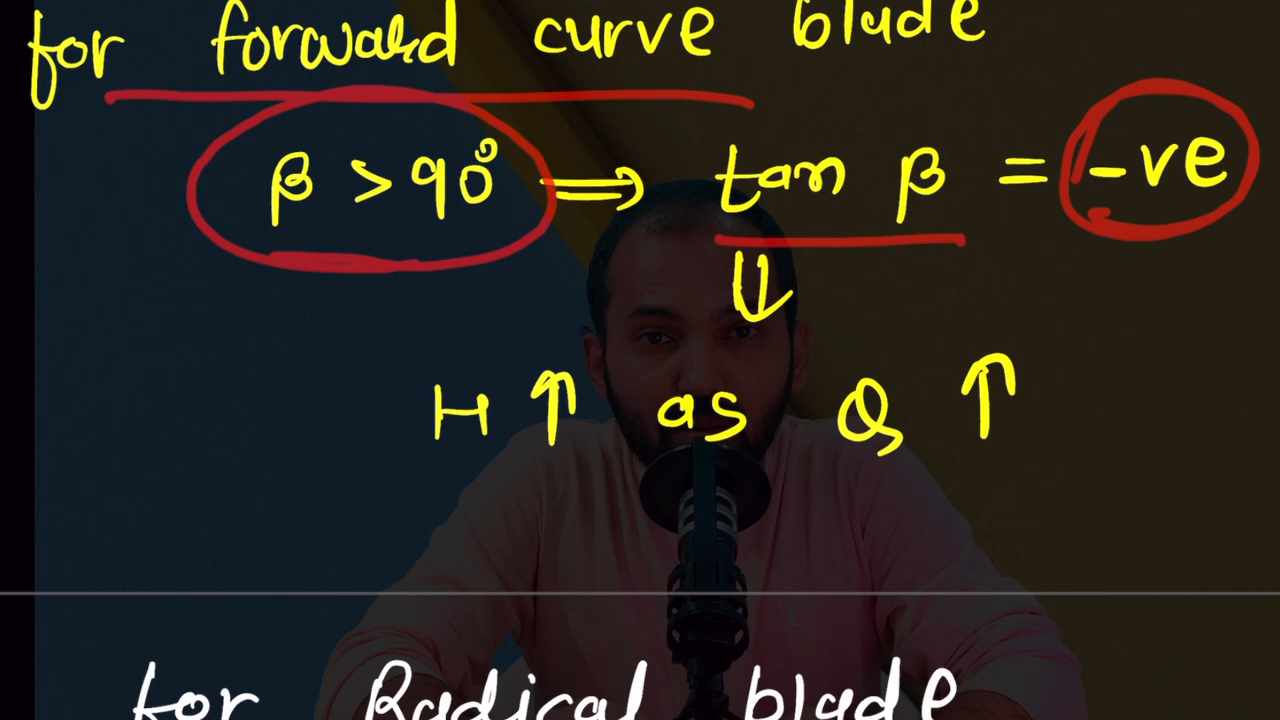 for forward curve blade
β > 90° ⟹ tan β = -ve
⇓
H ↑ as Q ↑
for Radical blade